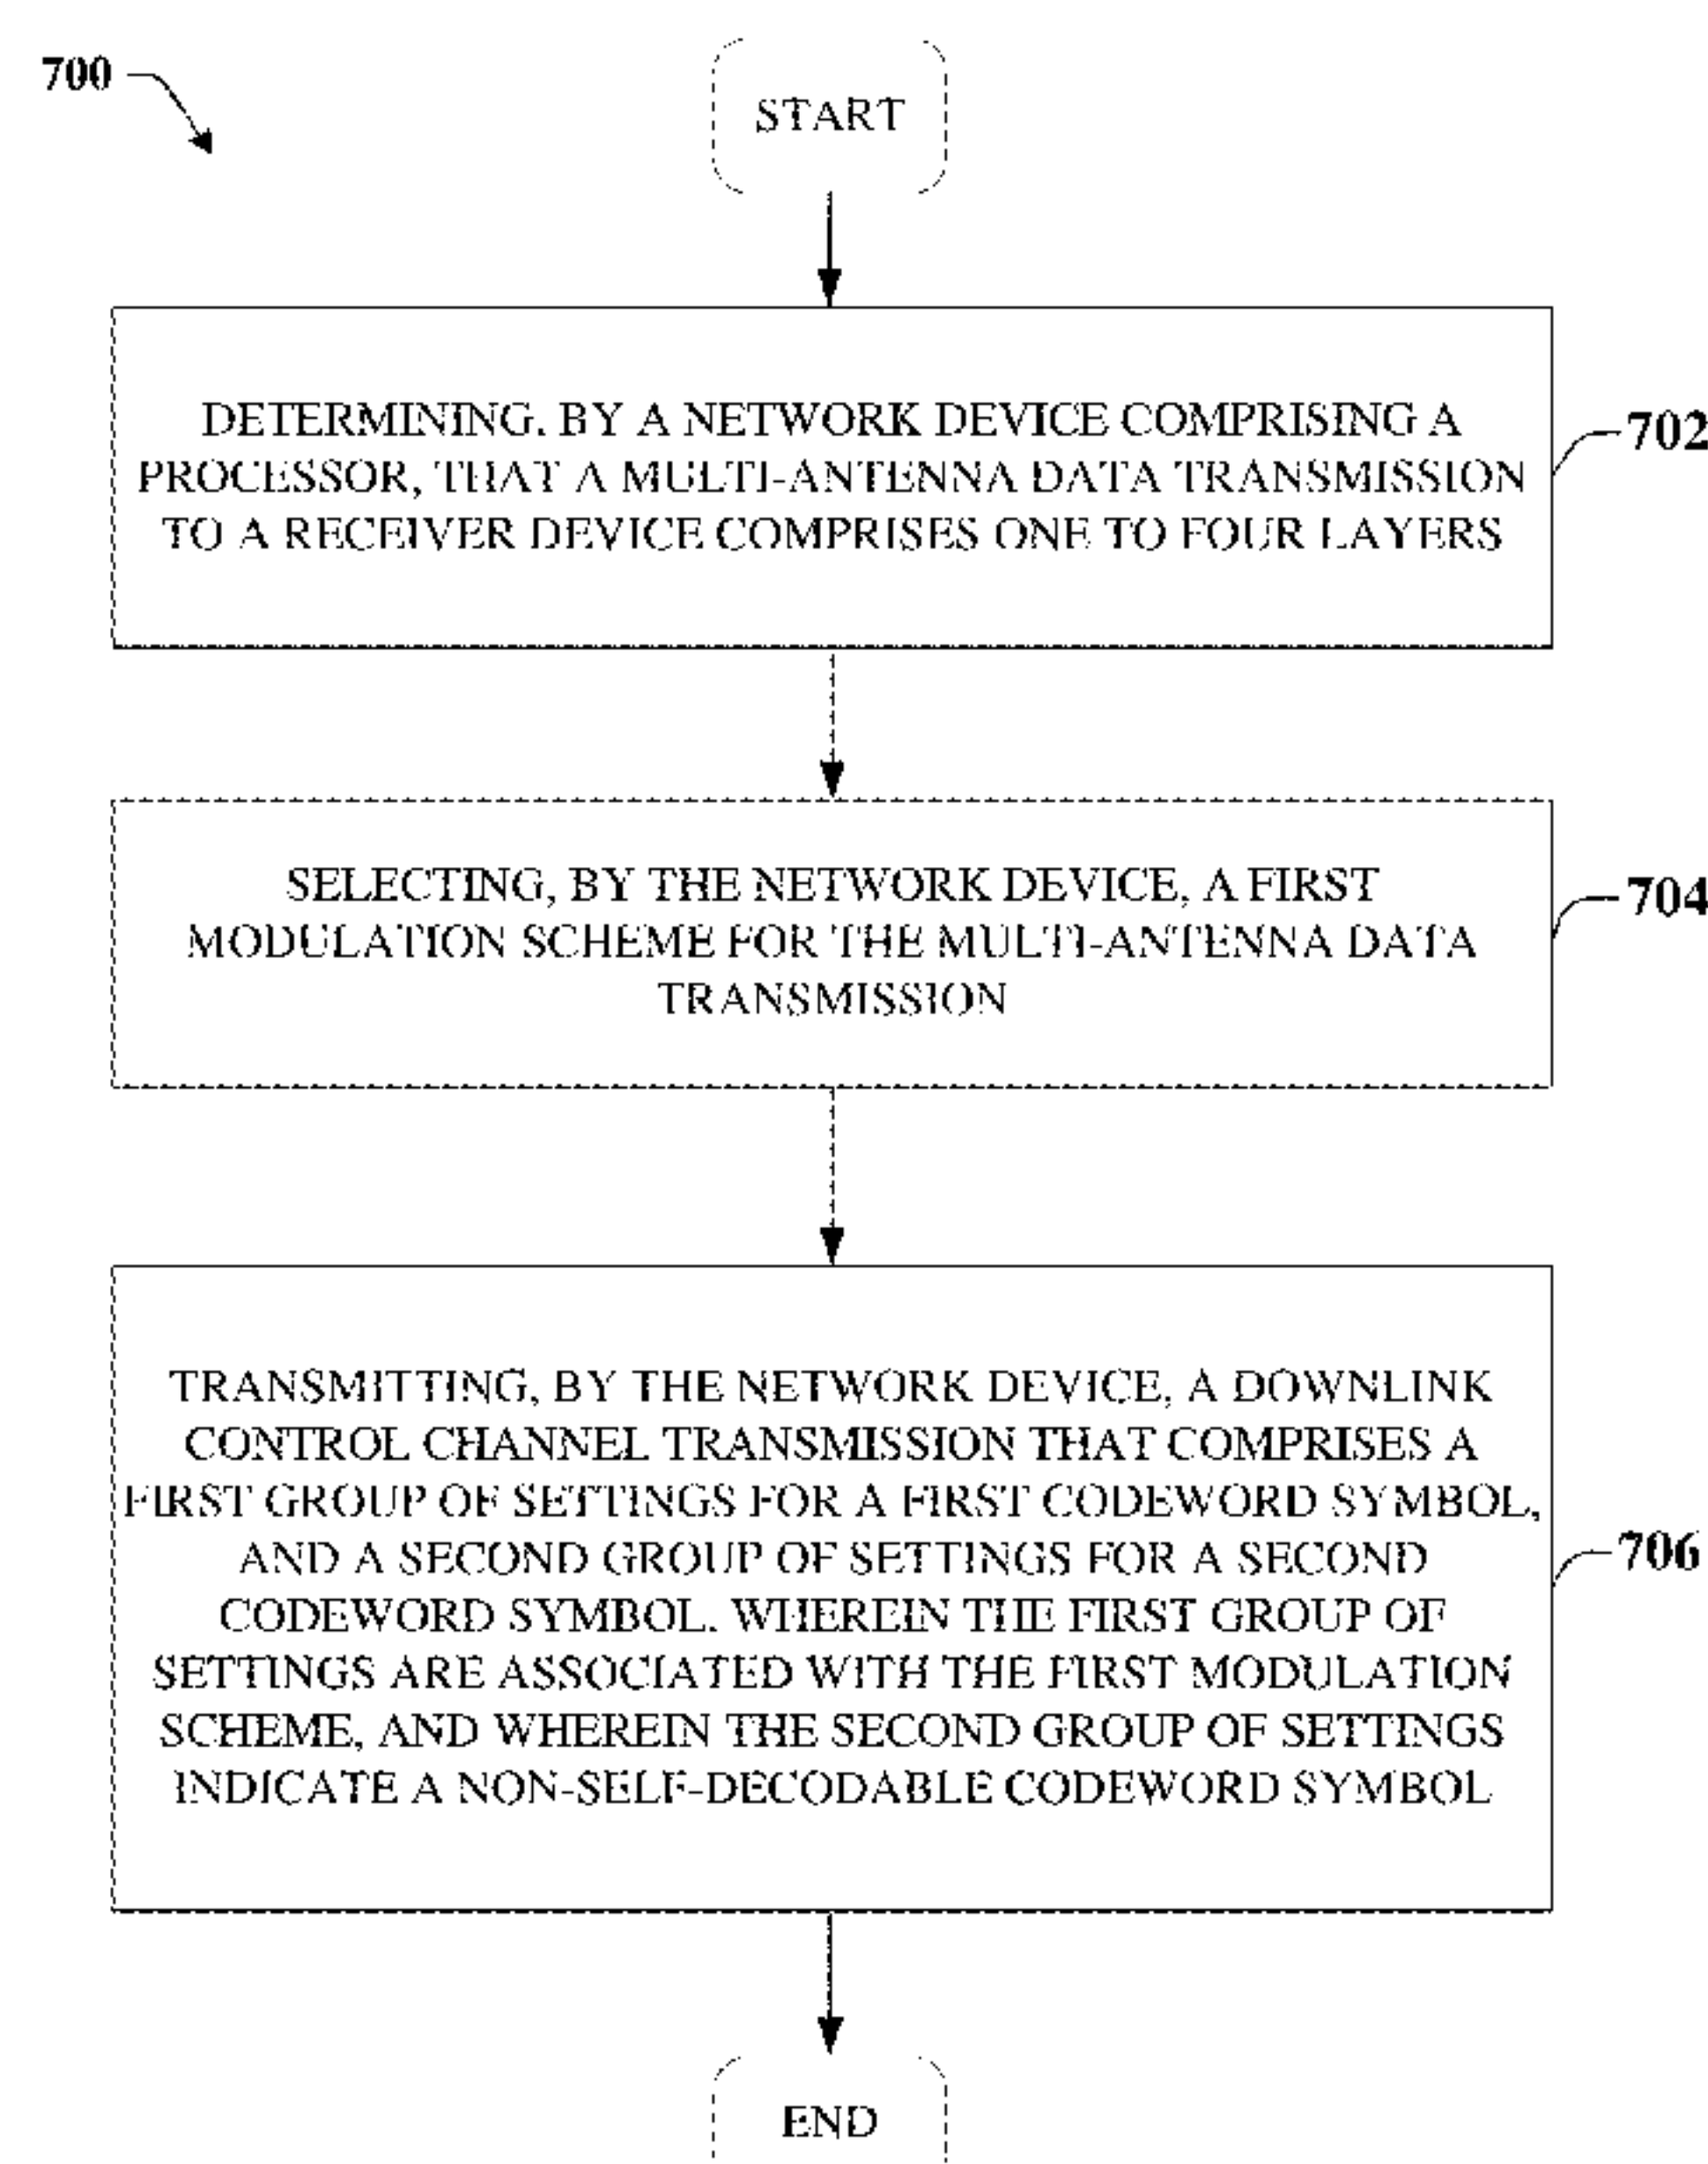 700
START
DETERMINING, BY A NETWORK DEVICE COMPRISING A
PROCESSOR, THAT A MULTI-ANTENNA DATA TRANSMISSION
TO A RECEIVER DEVICE COMPRISES ONE TO FOUR LAYERS
702
SELECTING, BY THE NETWORK DEVICE, A FIRST
MODULATION SCHEME FOR THE MULTI-ANTENNA DATA
TRANSMISSION
704
TRANSMITTING, BY THE NETWORK DEVICE, A DOWNLINK
CONTROL CHANNEL TRANSMISSION THAT COMPRISES A
FIRST GROUP OF SETTINGS FOR A FIRST CODEWORD SYMBOL,
AND A SECOND GROUP OF SETTINGS FOR A SECOND
CODEWORD SYMBOL, WHEREIN THE FIRST GROUP OF
SETTINGS ARE ASSOCIATED WITH THE FIRST MODULATION
SCHEME, AND WHEREIN THE SECOND GROUP OF SETTINGS
INDICATE A NON-SELF-DECODABLE CODEWORD SYMBOL
706
END